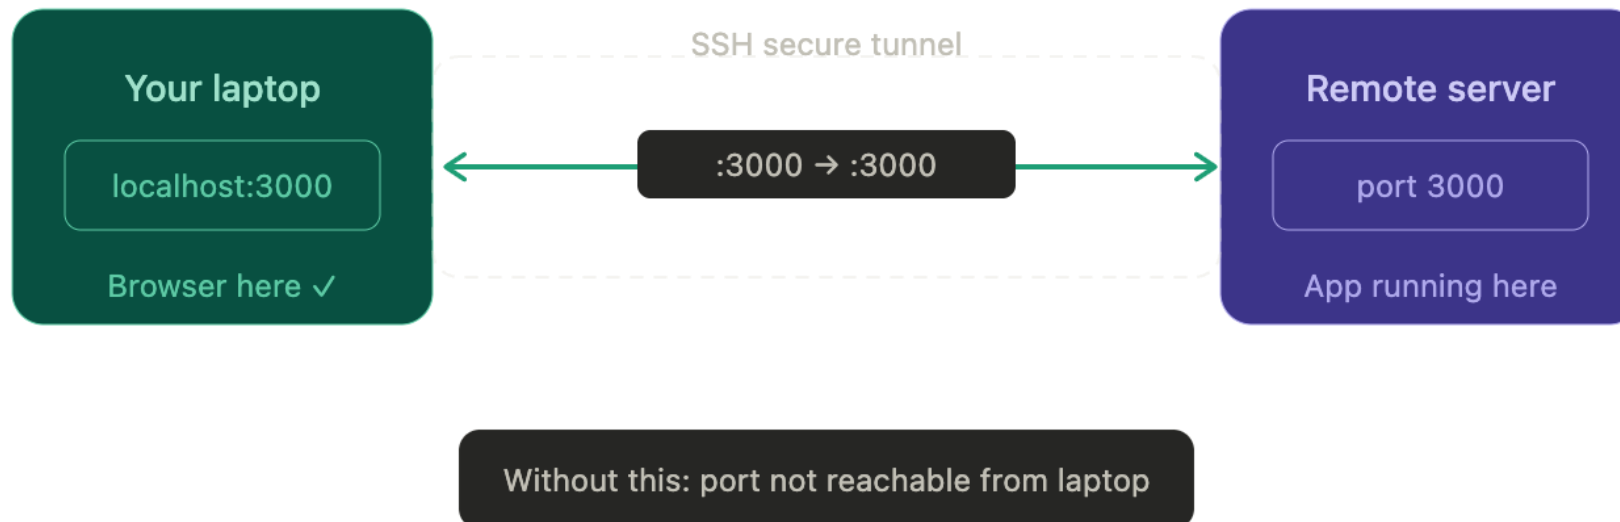 SSH secure tunnel
Your laptop
Remote server
:3000 → :3000
localhost:3000
port 3000
Browser here ✓
App running here
Without this: port not reachable from laptop